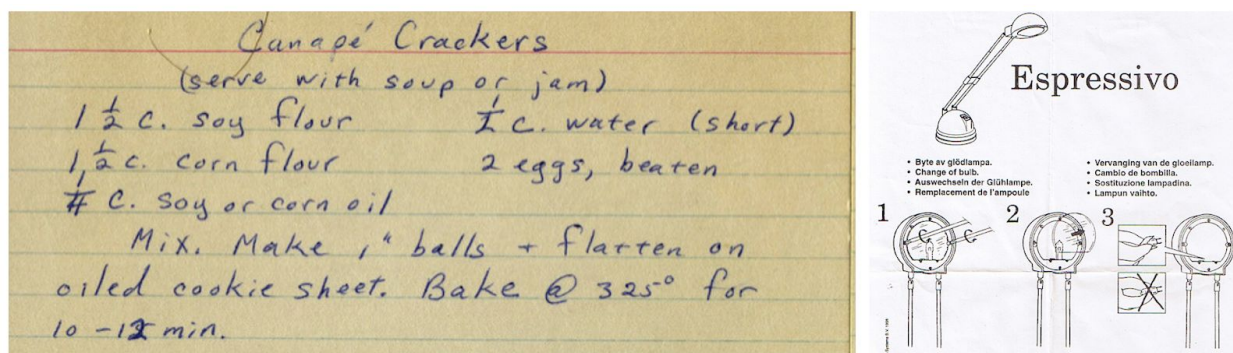 Canapé Crackers
(serve with soup or jam)
1 1/2 c. soy flour
1 1/2 c. corn flour
1/4 c. soy or corn oil
c. water (short)
2 eggs, beaten
Mix. Make 1" balls + flatten on
oiled cookie sheet. Bake @ 325° for
10-12 min.
Espressivo
• Byte av glödlampa.
• Change of bulb.
• Auswechseln der Glühlampe.
• Remplacement de l'ampoule
• Vervanging van de gloeilamp.
• Cambio de bombilla.
• Sostituzione lampadina.
• Lampun vaihto.
1
2
3